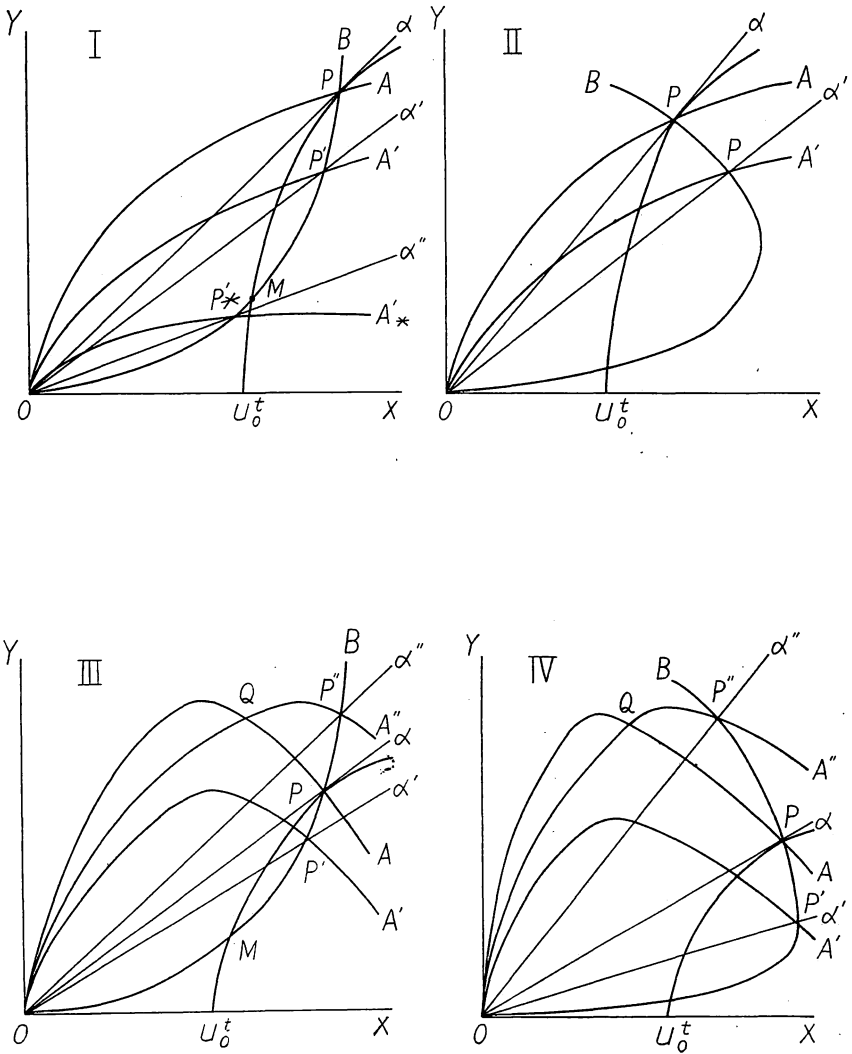 Y I B α P A α′
P′ A′
α″
P′* M A′*
O u₀ᵗ X
Y II α B P A α′
P A′
O u₀ᵗ X
Y III B α″ Q P″ A″
α
P α′
P′ A
A′
M
O u₀ᵗ X
Y IV α″ B P″ Q
A″
P α
A
P′ α′
A′
O u₀ᵗ X